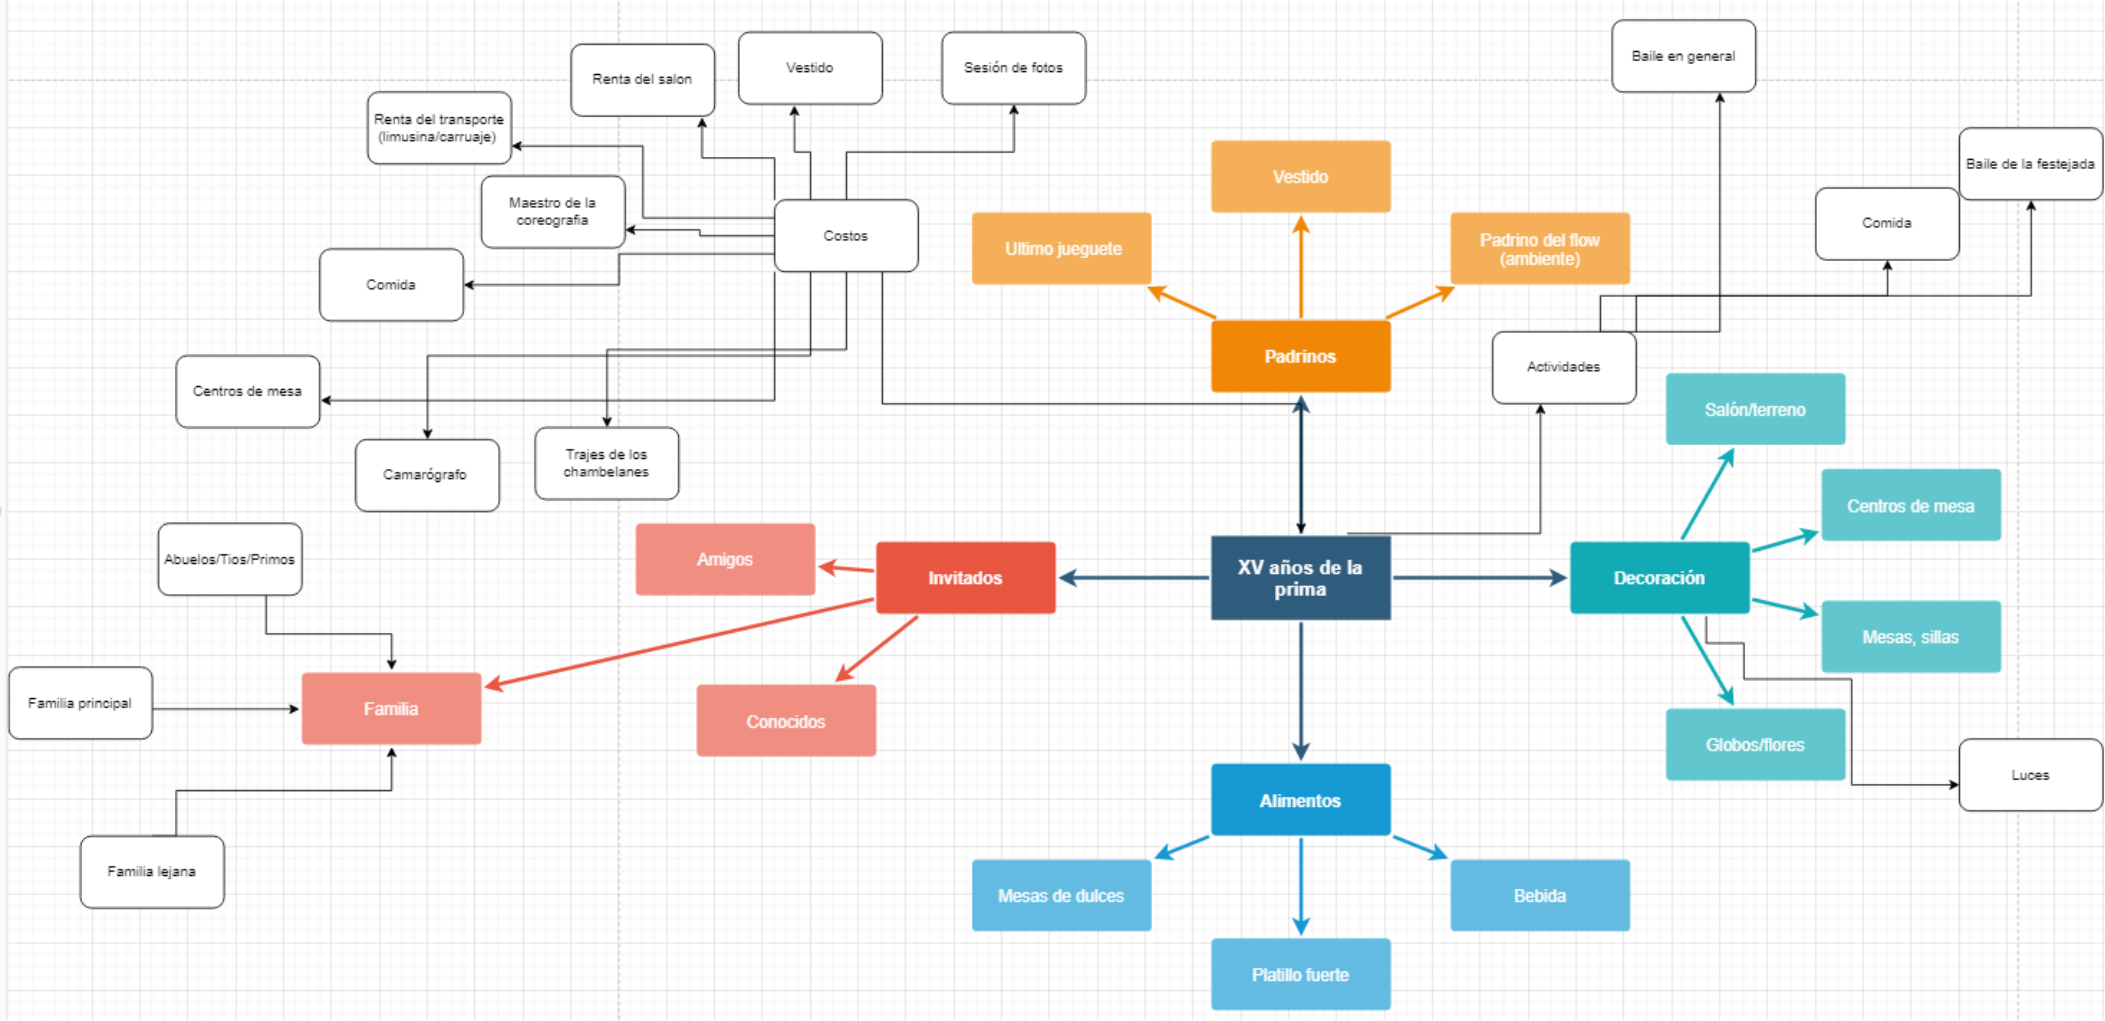 Baile en general
Vestido
Sesión de fotos
Renta del salon
Renta del transporte
(limusina/carruaje)
Baile de la festejada
Vestido
Maestro de la
coreografia
Comida
Costos
Ultimo jueguete
Padrino del flow
(ambiente)
Comida
Padrinos
Actividades
Centros de mesa
Salón/terreno
Trajes de los
chambelanes
Camarógrafo
Centros de mesa
Abuelos/Tios/Primos
Amigos
Invitados
XV años de la
prima
Decoración
Mesas, sillas
Familia principal
Familia
Conocidos
Globos/flores
Luces
Alimentos
Familia lejana
Mesas de dulces
Bebida
Platillo fuerte